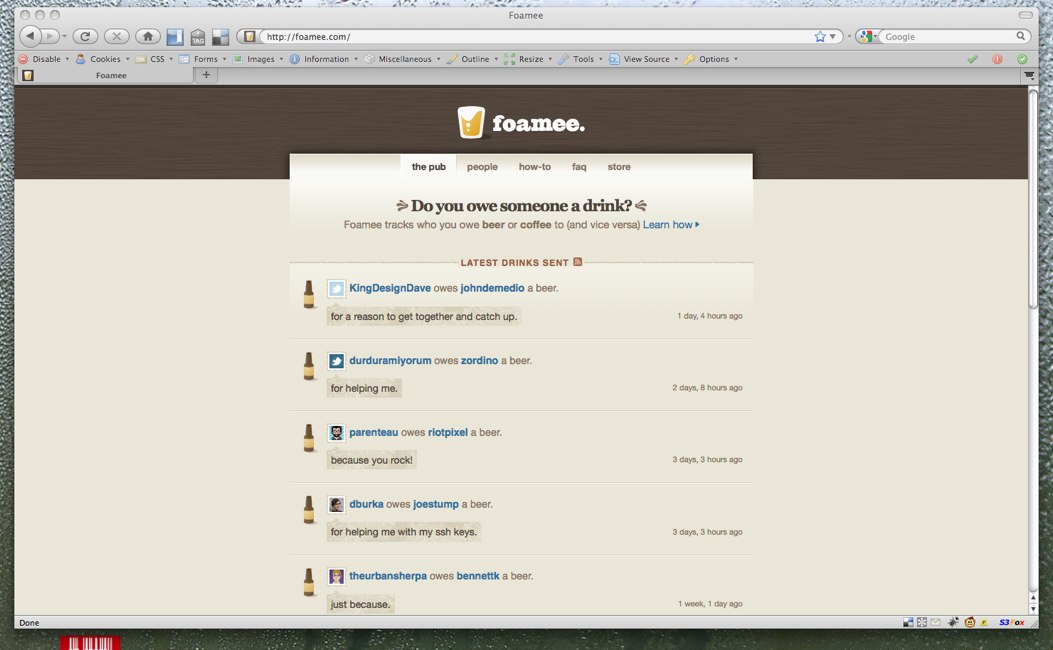 Foamee
http://foamee.com/
Google
Disable Cookies CSS Forms Images Information Miscellaneous Outline Resize Tools View Source Options
Foamee
foamee.
the pub people how-to faq store
Do you owe someone a drink?
Foamee tracks who you owe beer or coffee to (and vice versa) Learn how
LATEST DRINKS SENT
KingDesignDave owes johndemedio a beer.
for a reason to get together and catch up. 1 day, 4 hours ago
durduramiyorum owes zordino a beer.
for helping me. 2 days, 8 hours ago
parenteau owes riotpixel a beer.
because you rock! 3 days, 3 hours ago
dburka owes joestump a beer.
for helping me with my ssh keys. 3 days, 3 hours ago
theurbansherpa owes bennettk a beer.
just because. 1 week, 1 day ago
Done S3Fox